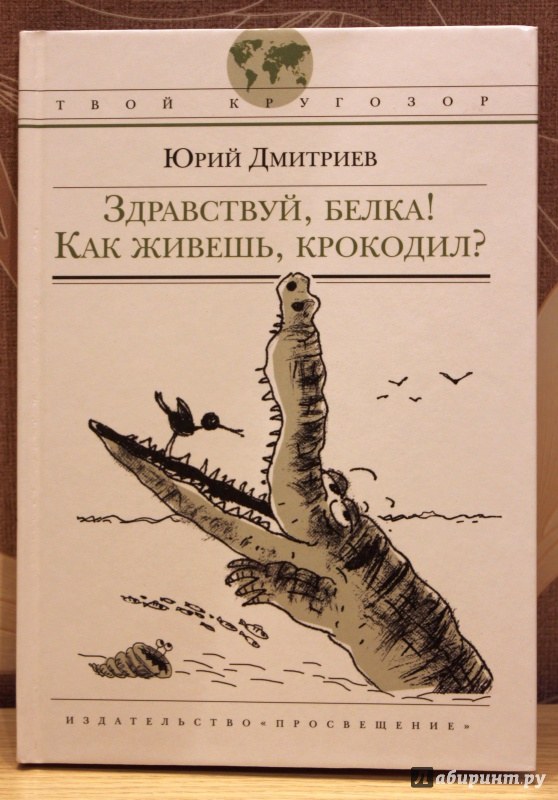 ТВОЙ КРУГОЗОР
ЮРИЙ ДМИТРИЕВ
ЗДРАВСТВУЙ, БЕЛКА!
КАК ЖИВЕШЬ, КРОКОДИЛ?
ИЗДАТЕЛЬСТВО «ПРОСВЕЩЕНИЕ»
Лабиринт.ру